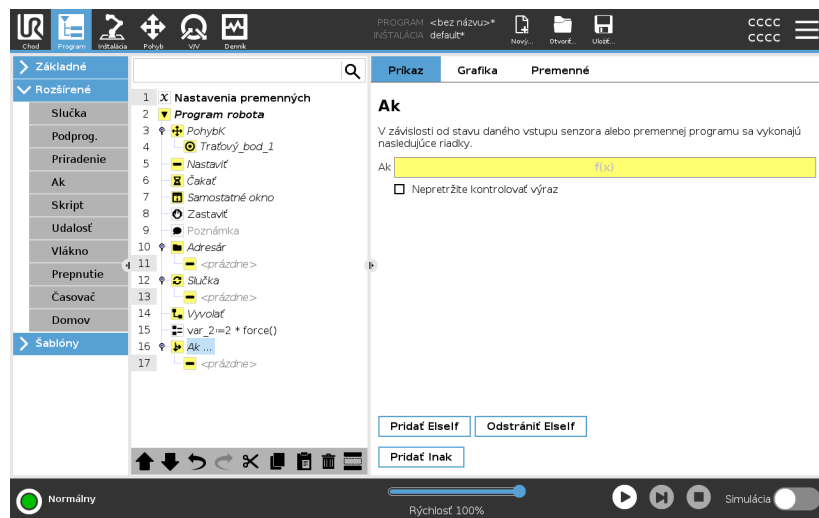 PROGRAM <bez názvu>*
INŠTALÁCIA default*
Chod Program Inštalácia Pohyb V/V Denník
Nový... Otvoriť... Uložiť...
CCCC
CCCC
Základné
Rozšírené
Slučka
Podprog.
Priradenie
Ak
Skript
Udalosť
Vlákno
Prepnutie
Časovač
Domov
Šablóny
1 X Nastavenia premenných
2 Program robota
3 PohybK
4 Traťový_bod_1
5 Nastaviť
6 Čakať
7 Samostatné okno
8 Zastaviť
9 Poznámka
10 Adresár
11 <prázdne>
12 Slučka
13 <prázdne>
14 Vyvolať
15 var_2:=2 * force()
16 Ak ...
17 <prázdne>
Príkaz Grafika Premenné
Ak
V závislosti od stavu daného vstupu senzora alebo premennej programu sa vykonajú
nasledujúce riadky.
Ak f(x)
Nepretržite kontrolovať výraz
Pridať ElseIf Odstrániť ElseIf
Pridať Inak
Normálny
Rýchlosť 100%
Simulácia